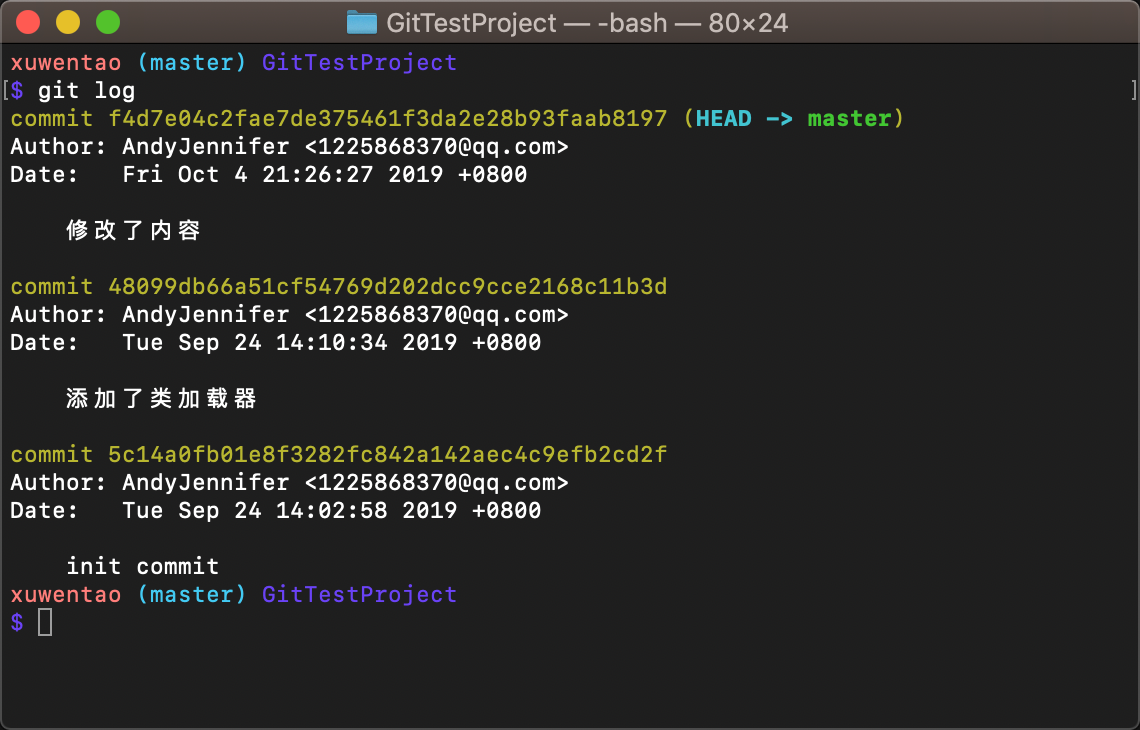 GitTestProject — -bash — 80×24
xuwentao (master) GitTestProject
[$ git log ]
commit f4d7e04c2fae7de375461f3da2e28b93faab8197 (HEAD -> master)
Author: AndyJennifer <1225868370@qq.com>
Date:   Fri Oct 4 21:26:27 2019 +0800
修改了内容
commit 48099db66a51cf54769d202dcc9cce2168c11b3d
Author: AndyJennifer <1225868370@qq.com>
Date:   Tue Sep 24 14:10:34 2019 +0800
添加了类加载器
commit 5c14a0fb01e8f3282fc842a142aec4c9efb2cd2f
Author: AndyJennifer <1225868370@qq.com>
Date:   Tue Sep 24 14:02:58 2019 +0800
init commit
xuwentao (master) GitTestProject
$